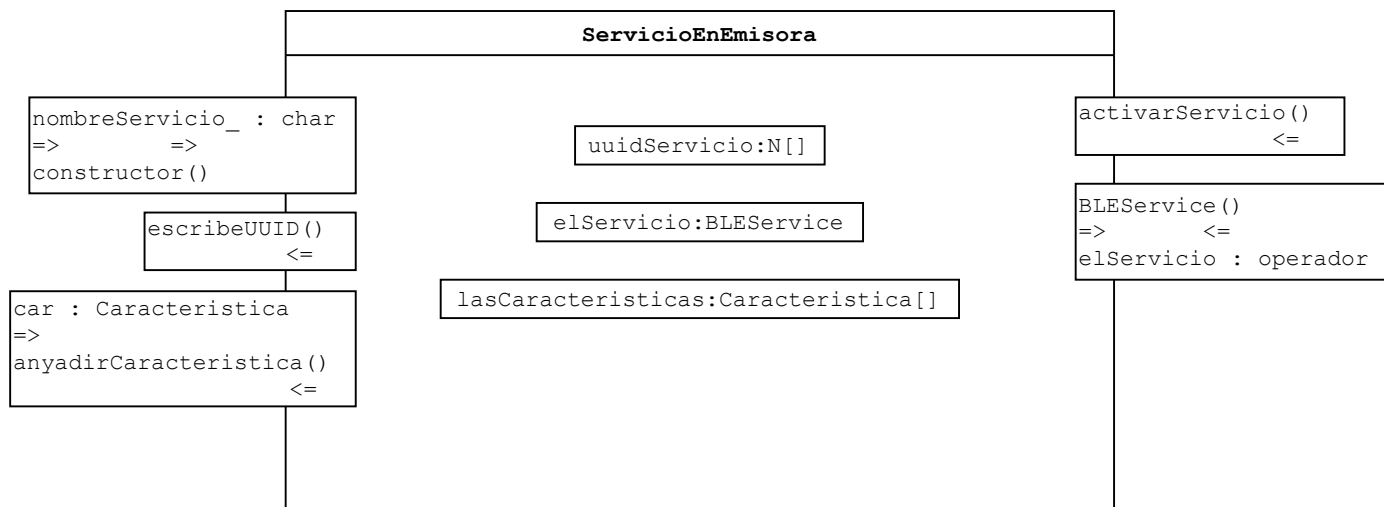 ServicioEnEmisora
nombreServicio_ : char
=> =>
constructor()
escribeUUID()
<=
car : Caracteristica
=>
anyadirCaracteristica()
<=
uuidServicio:N[]
elServicio:BLEService
lasCaracteristicas:Caracteristica[]
activarServicio()
<=
BLEService()
=> <=
elServicio : operador